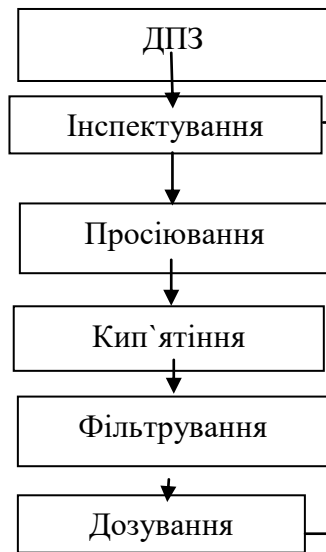 ДПЗ
Інспектування
Просіювання
Кип`ятіння
Фільтрування
Дозування